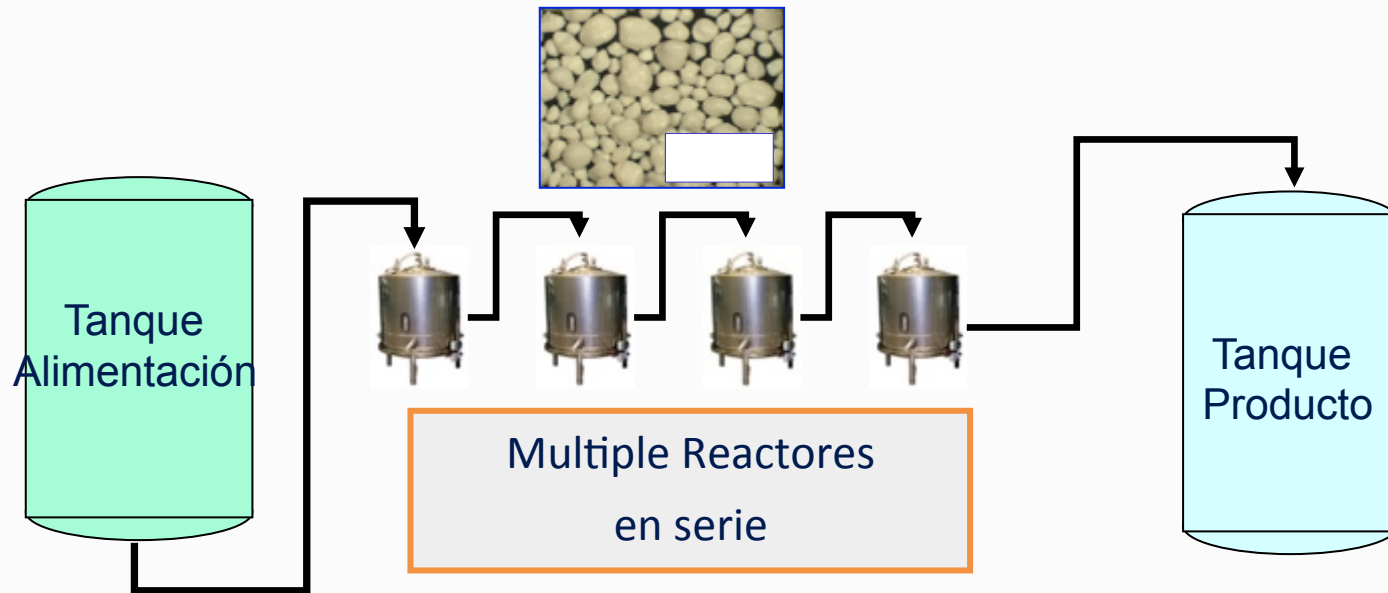 Tanque
Alimentación
Multiple Reactores
en serie
Tanque
Producto